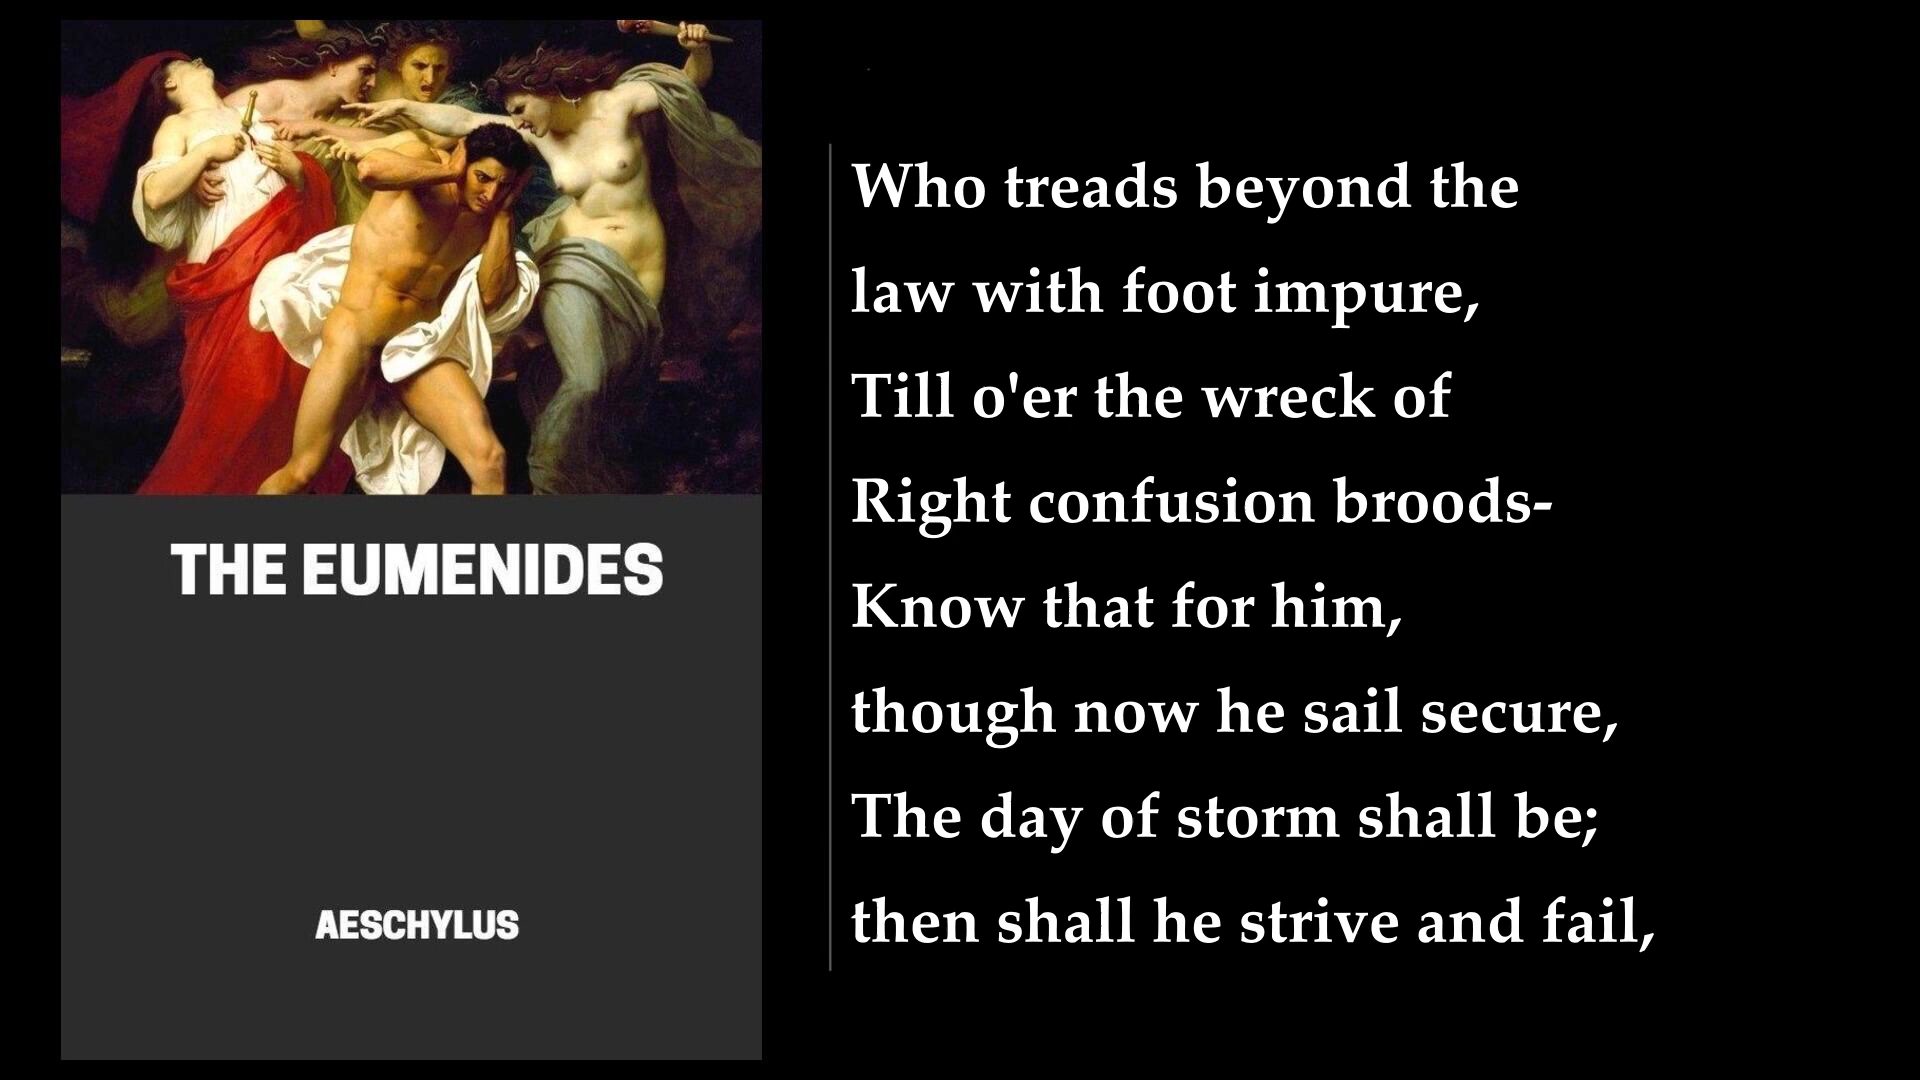 THE EUMENIDES
AESCHYLUS
Who treads beyond the
law with foot impure,
Till o'er the wreck of
Right confusion broods-
Know that for him,
though now he sail secure,
The day of storm shall be;
then shall he strive and fail,